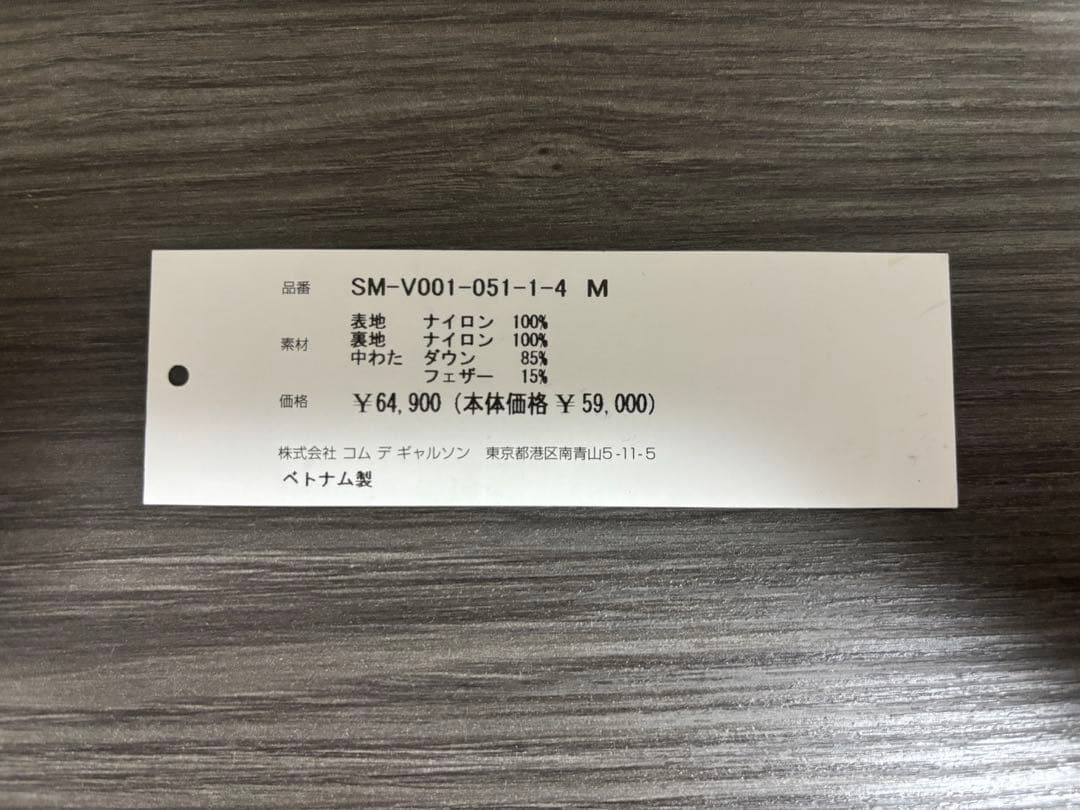 品番 SM-V001-051-1-4 M
表地 ナイロン 100%
素材 裏地 ナイロン 100%
中わた ダウン 85%
フェザー 15%
価格 ¥64,900 (本体価格 ¥59,000)
株式会社 コム デ ギャルソン 東京都港区南青山5-11-5
ベトナム製